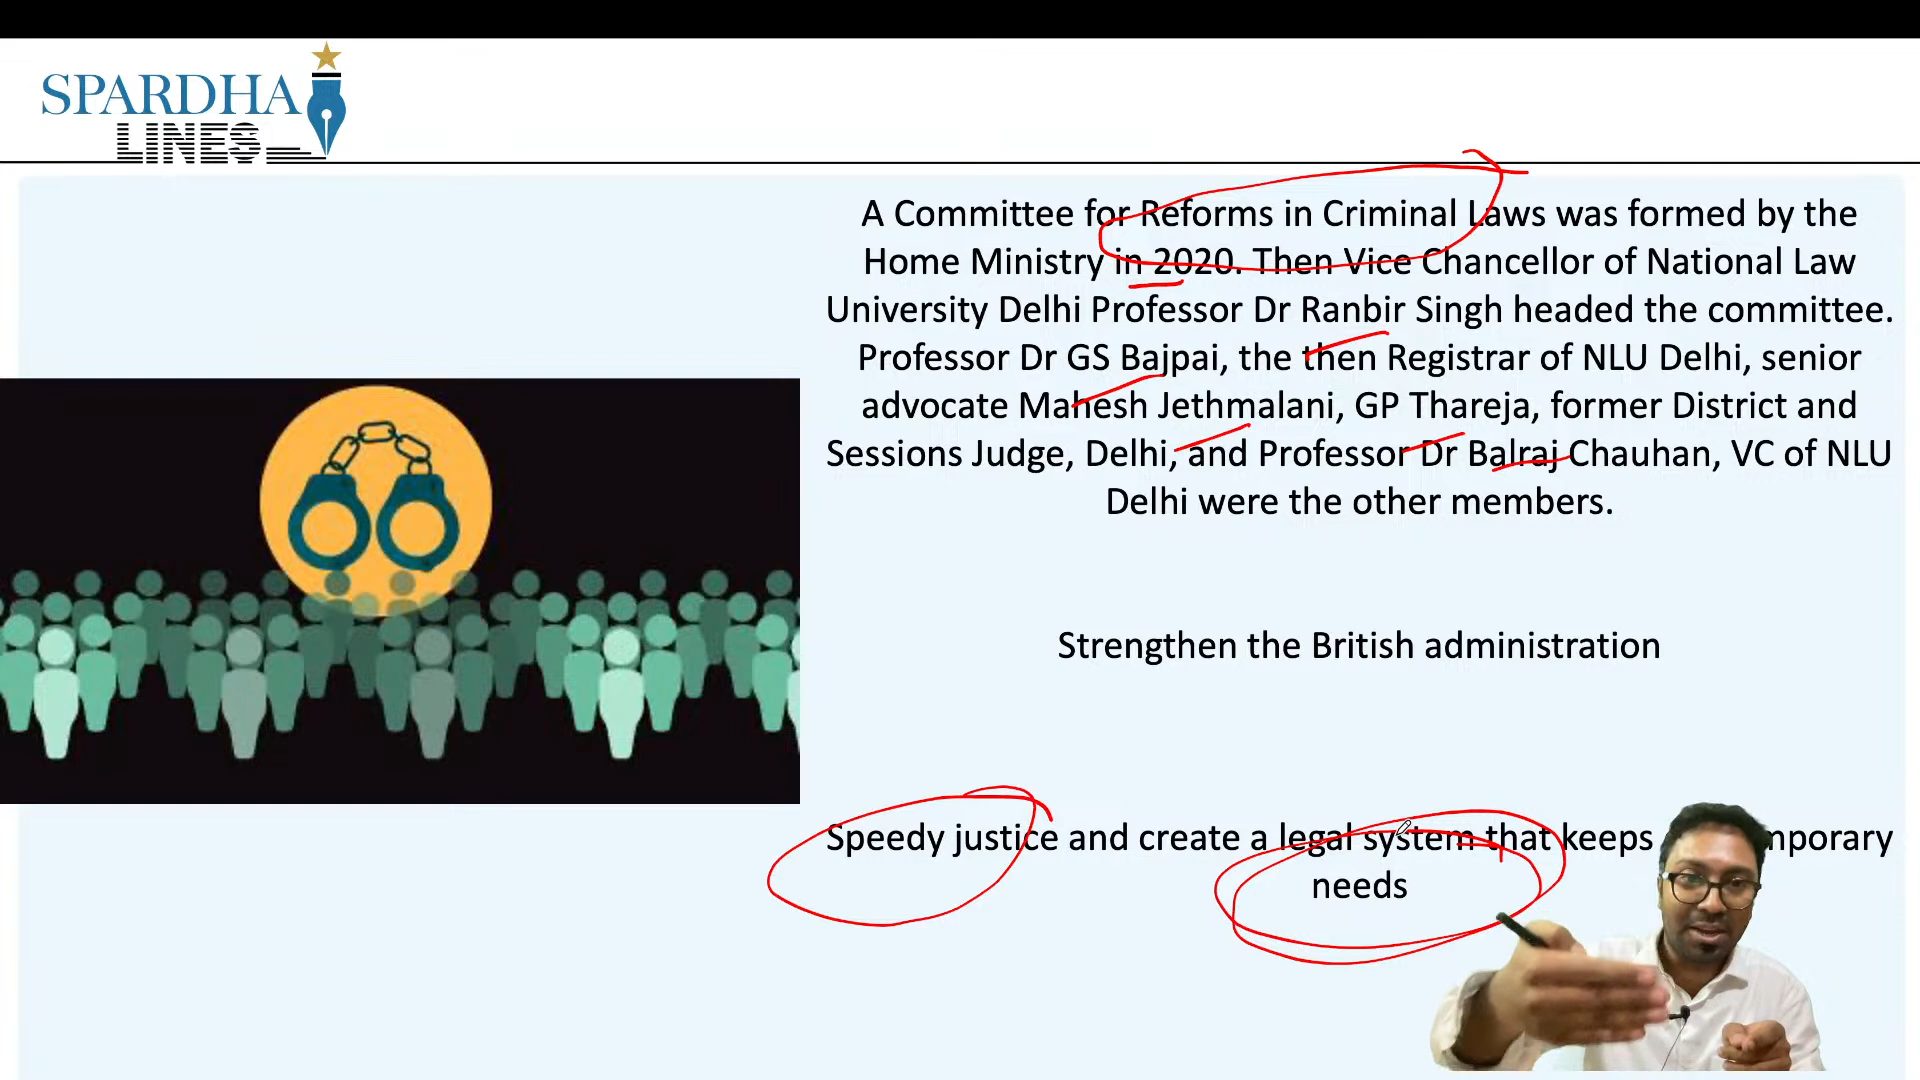 SPARDHA
LINES
A Committee for Reforms in Criminal Laws was formed by the
Home Ministry in 2020. Then Vice Chancellor of National Law
University Delhi Professor Dr Ranbir Singh headed the committee.
Professor Dr GS Bajpai, the then Registrar of NLU Delhi, senior
advocate Mahesh Jethmalani, GP Thareja, former District and
Sessions Judge, Delhi, and Professor Dr Balraj Chauhan, VC of NLU
Delhi were the other members.
Strengthen the British administration
Speedy justice and create a legal system that keeps
needs